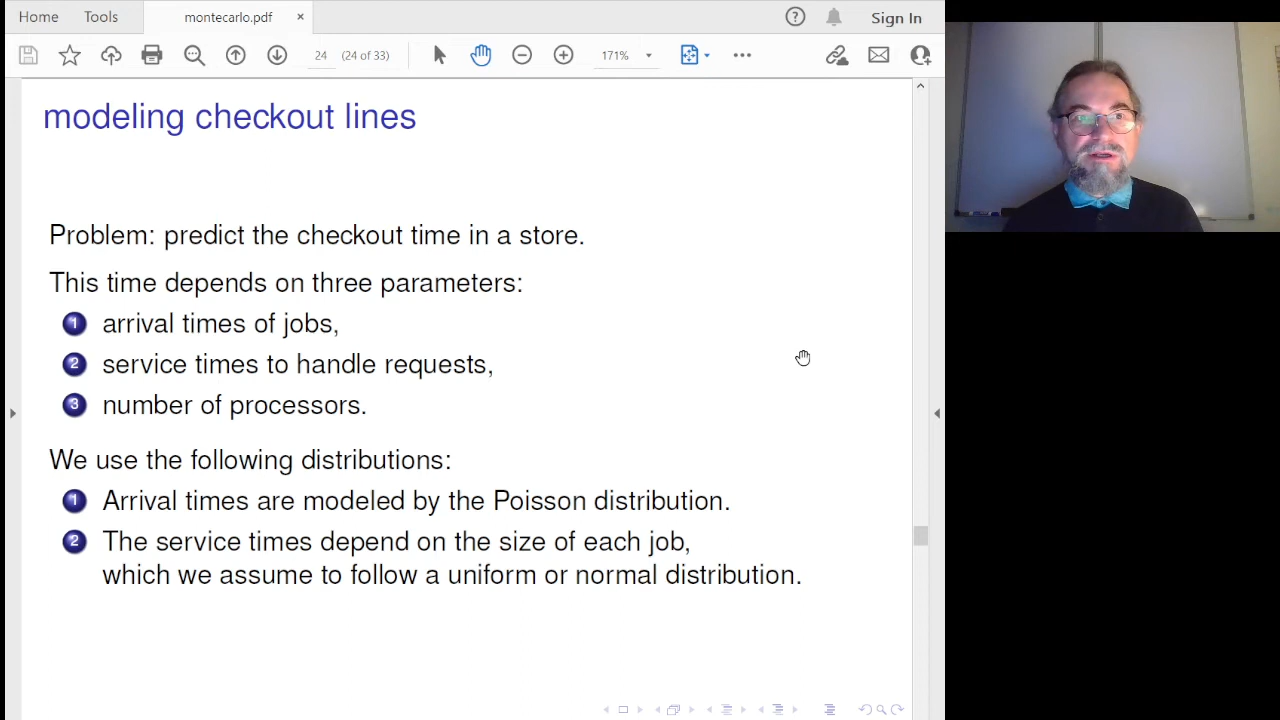 Home Tools montecarlo.pdf × ? Sign In
24 (24 of 33) 171%
modeling checkout lines
Problem: predict the checkout time in a store.
This time depends on three parameters:
1 arrival times of jobs,
2 service times to handle requests,
3 number of processors.
We use the following distributions:
1 Arrival times are modeled by the Poisson distribution.
2 The service times depend on the size of each job,
which we assume to follow a uniform or normal distribution.